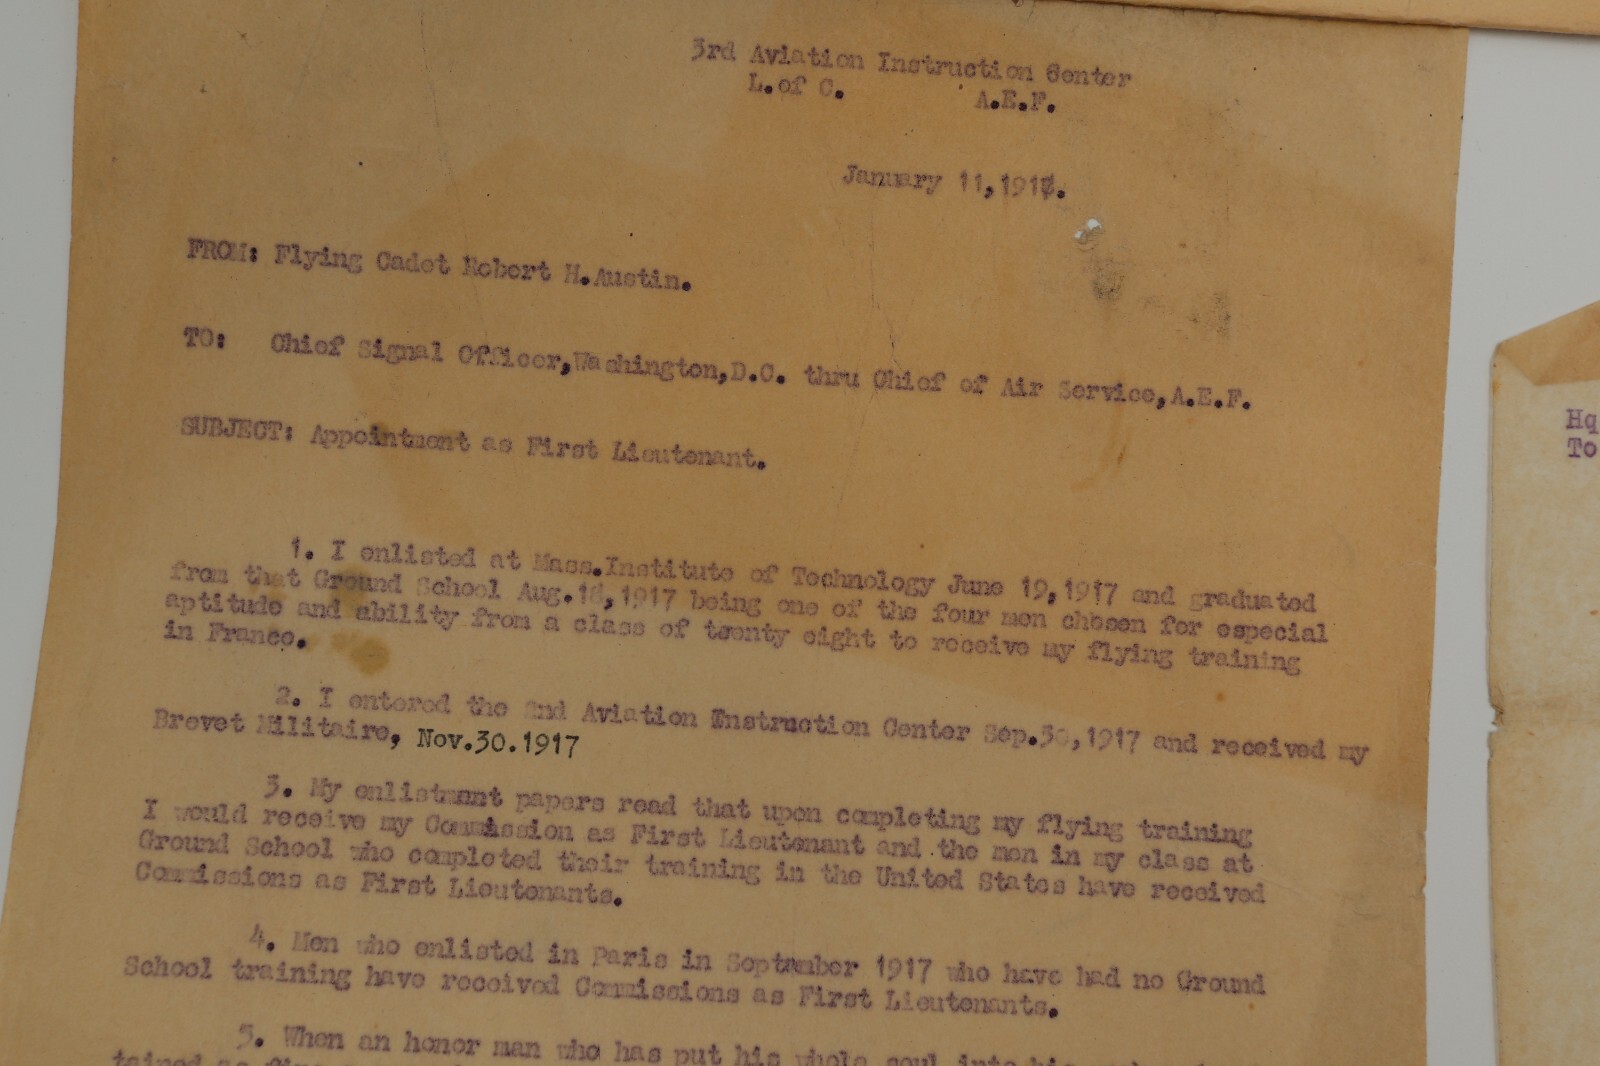 3rd Aviation Instruction Center
L.of C. A.E.F.
January 11,191
FROM: Flying Cadet Robert H.Austin.
TO: Chief Signal Officer,Washington,D.C. thru Chief of Air Service,A.E.F.
SUBJECT: Appointment as First Lieutenant.
1. I enlisted at Mass.Institute of Technology June 19,1917 and graduated
from that Ground School Aug.18,1917 being one of the four men chosen for especial
aptitude and ability from a class of twenty eight to receive my flying training
in France.
2. I entered the 2nd Aviation Instruction Center Sep.30,1917 and received my
Brevet Militaire, Nov.30.1917
3. My enlistment papers read that upon completing my flying training
I would receive my Commission as First Lieutenant and the men in my class at
Ground School who completed their training in the United States have received
Commissions as First Lieutenants.
4. Men who enlisted in Paris in September 1917 who have had no Ground
School training have received Commissions as First Lieutenants.
5. When an honor man who has put his whole soul into
Hq
To